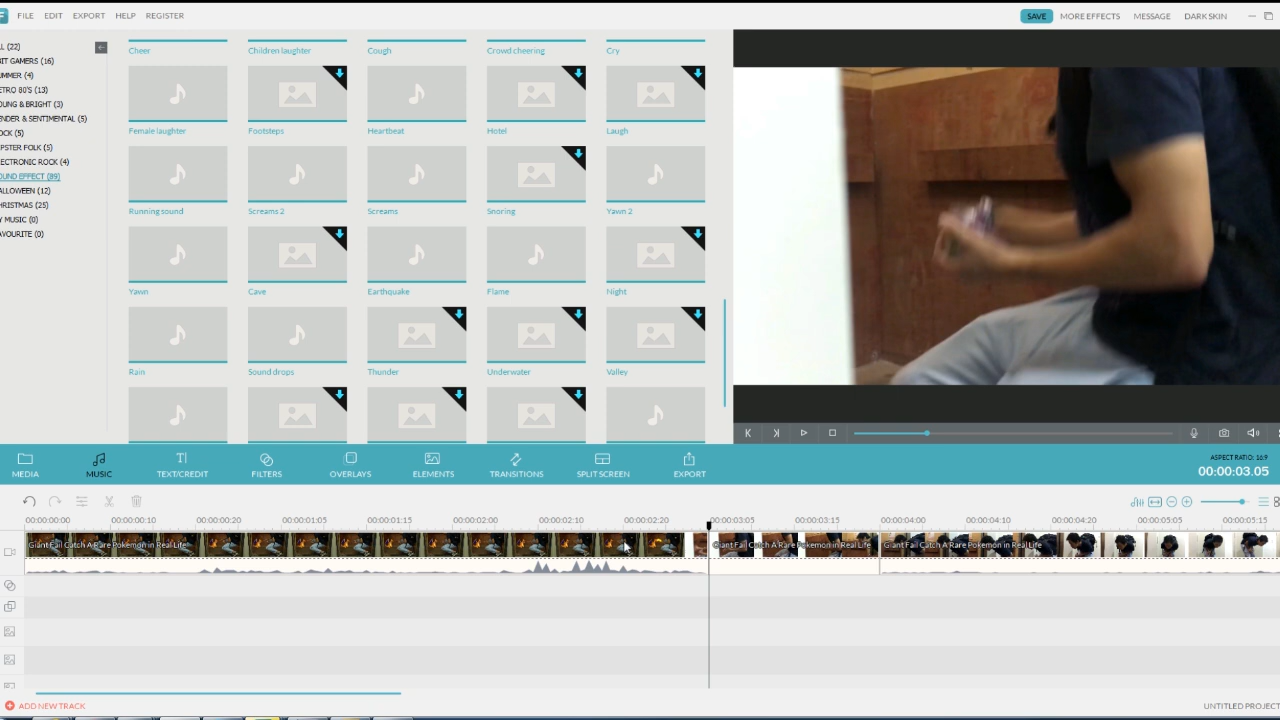 FILE EDIT EXPORT HELP REGISTER
SAVE MORE EFFECTS MESSAGE DARK SKIN
L (22)
BIT GAMERS (16)
UMMER (4)
ETRO 80'S (13)
OUNG & BRIGHT (3)
ENDER & SENTIMENTAL (5)
OCK (5)
IPSTER FOLK (5)
LECTRONIC ROCK (4)
OUND EFFECT (89)
ALLOWEEN (12)
HRISTMAS (25)
Y MUSIC (0)
AVOURITE (0)
Cheer Children laughter Cough Crowd cheering Cry
Female laughter Footsteps Heartbeat Hotel Laugh
Running sound Screams 2 Screams Snoring Yawn 2
Yawn Cave Earthquake Flame Night
Rain Sound drops Thunder Underwater Valley
MEDIA MUSIC TEXT/CREDIT FILTERS OVERLAYS ELEMENTS TRANSITIONS SPLIT SCREEN EXPORT
ASPECT RATIO: 16:9
00:00:03.05
00:00:00:00 00:00:00:10 00:00:00:20 00:00:01:05 00:00:01:15 00:00:02:00 00:00:02:10 00:00:02:20 00:00:03:05 00:00:03:15 00:00:04:00 00:00:04:10 00:00:04:20 00:00:05:05 00:00:05:15
Giant Fail Catch A Rare Pokemon in Real Life Giant Fail Catch A Rare Pokemon in Real Life Giant Fail Catch A Rare Pokemon in Real Life
ADD NEW TRACK
UNTITLED PROJECT